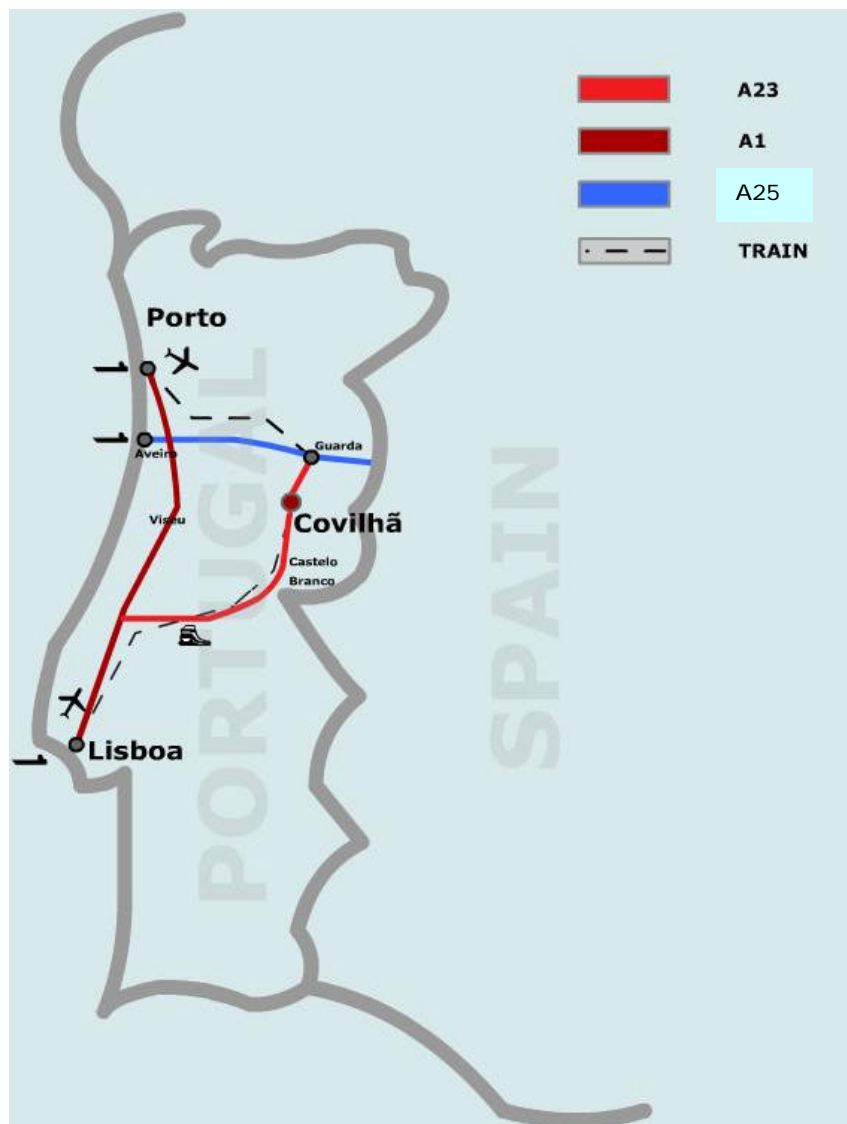 A23
A1
A25
TRAIN
Porto
Aveiro
Guarda
Viseu
Covilhã
Castelo
Branco
Lisboa
PORTUGAL
SPAIN